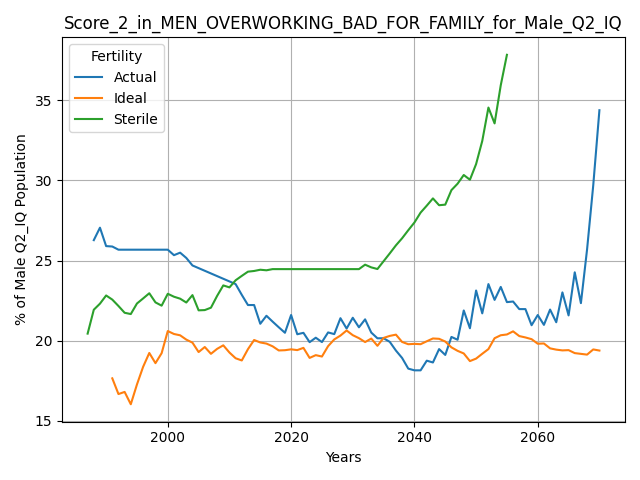 Score_2_in_MEN_OVERWORKING_BAD_FOR_FAMILY_for_Male_Q2_IQ
Fertility
Actual
Ideal
Sterile
% of Male Q2_IQ Population
35
30
25
20
15
2000
2020
2040
2060
Years